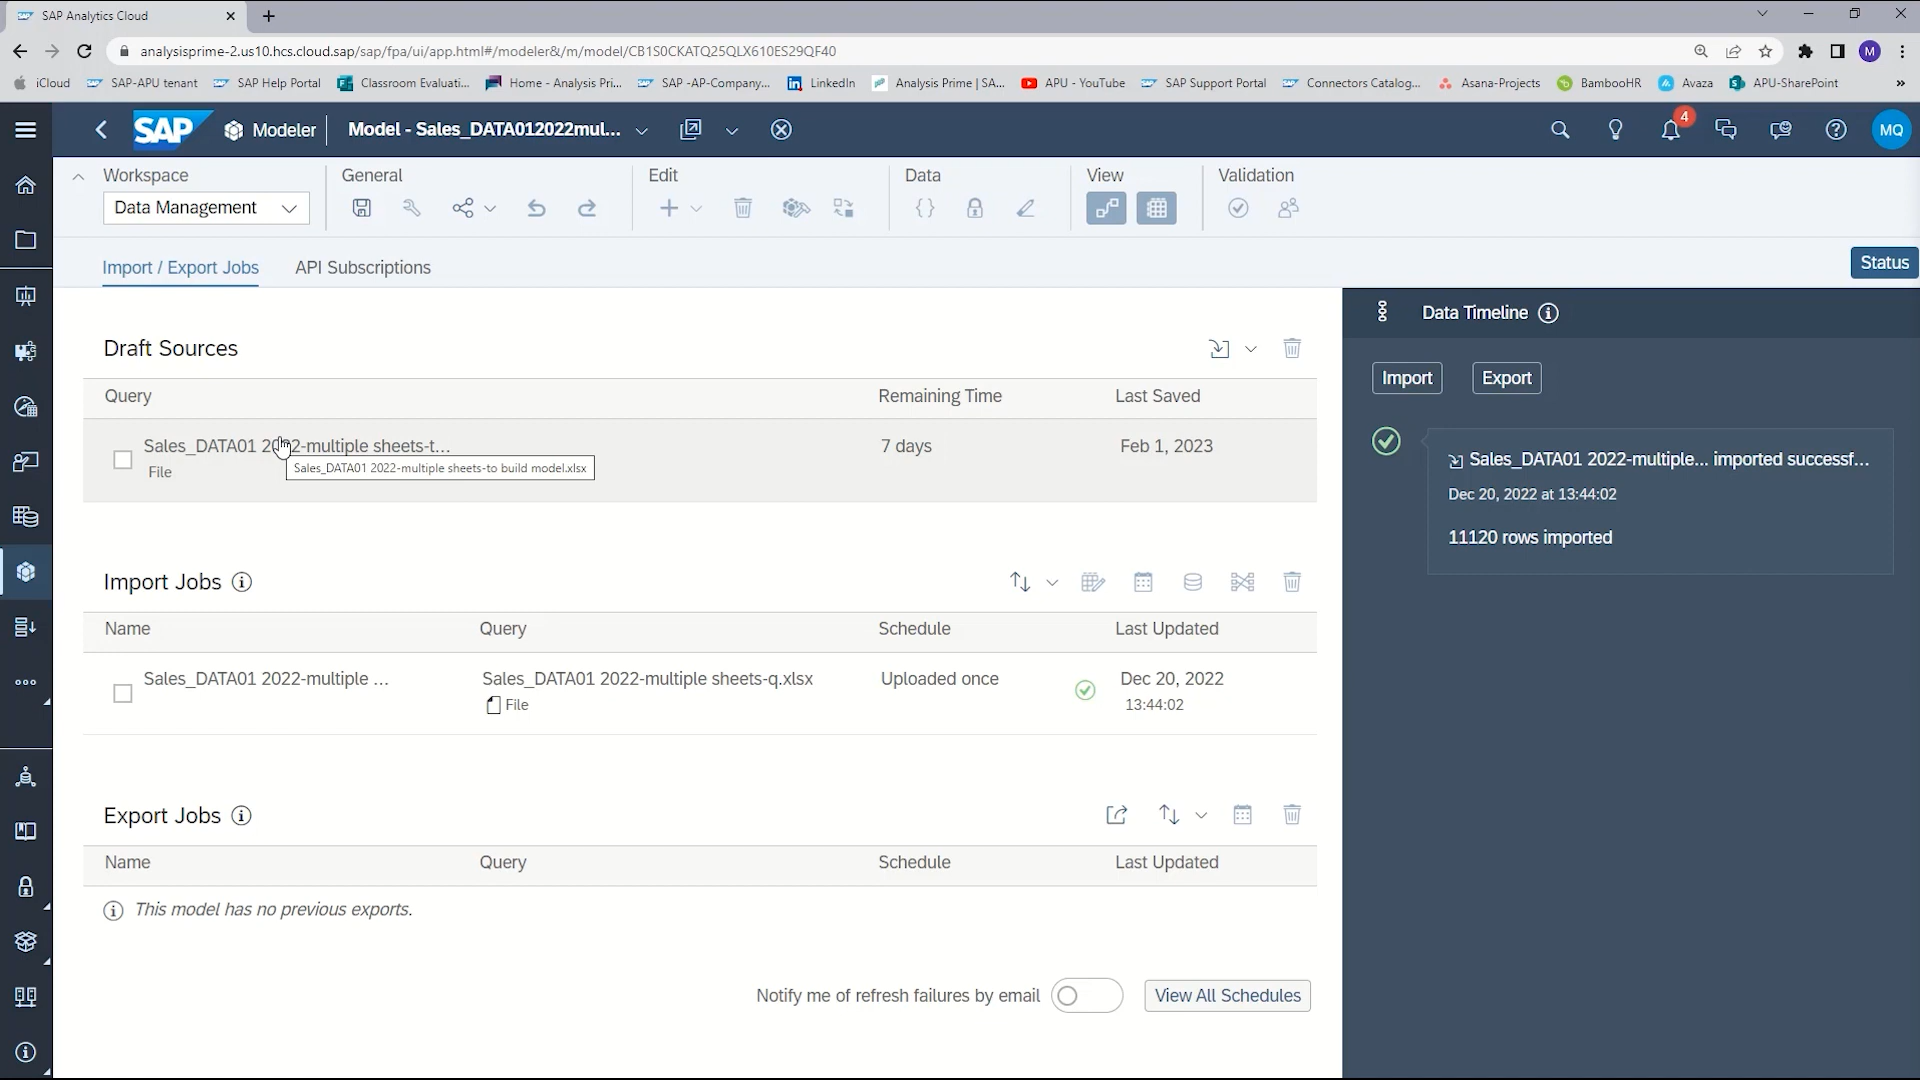 SAP Analytics Cloud
analysisprime-2.us10.hcs.cloud.sap/sap/fpa/ui/app.html#/modeler&/m/model/CB1S0CKATQ25QLX610ES29QF40
M
iCloud SAP-APU tenant SAP Help Portal Classroom Evaluati... Home - Analysis Pri... SAP -AP-Company,... LinkedIn Analysis Prime | SA... APU - YouTube SAP Support Portal Connectors Catalog... Asana-Projects BambooHR Avaza APU-SharePoint »
SAP Modeler Model - Sales_DATA012022mul... 4 MQ
Workspace General Edit Data View Validation
Data Management
Import / Export Jobs API Subscriptions Status
Draft Sources
Query Remaining Time Last Saved
Sales_DATA01 2022-multiple sheets-t... 7 days Feb 1, 2023
File
Sales_DATA01 2022-multiple sheets-to build model.xlsx
Import Jobs
Name Query Schedule Last Updated
Sales_DATA01 2022-multiple ... Sales_DATA01 2022-multiple sheets-q.xlsx Uploaded once Dec 20, 2022
File 13:44:02
Export Jobs
Name Query Schedule Last Updated
This model has no previous exports.
Notify me of refresh failures by email View All Schedules
Data Timeline
Import Export
Sales_DATA01 2022-multiple... imported successf...
Dec 20, 2022 at 13:44:02
11120 rows imported